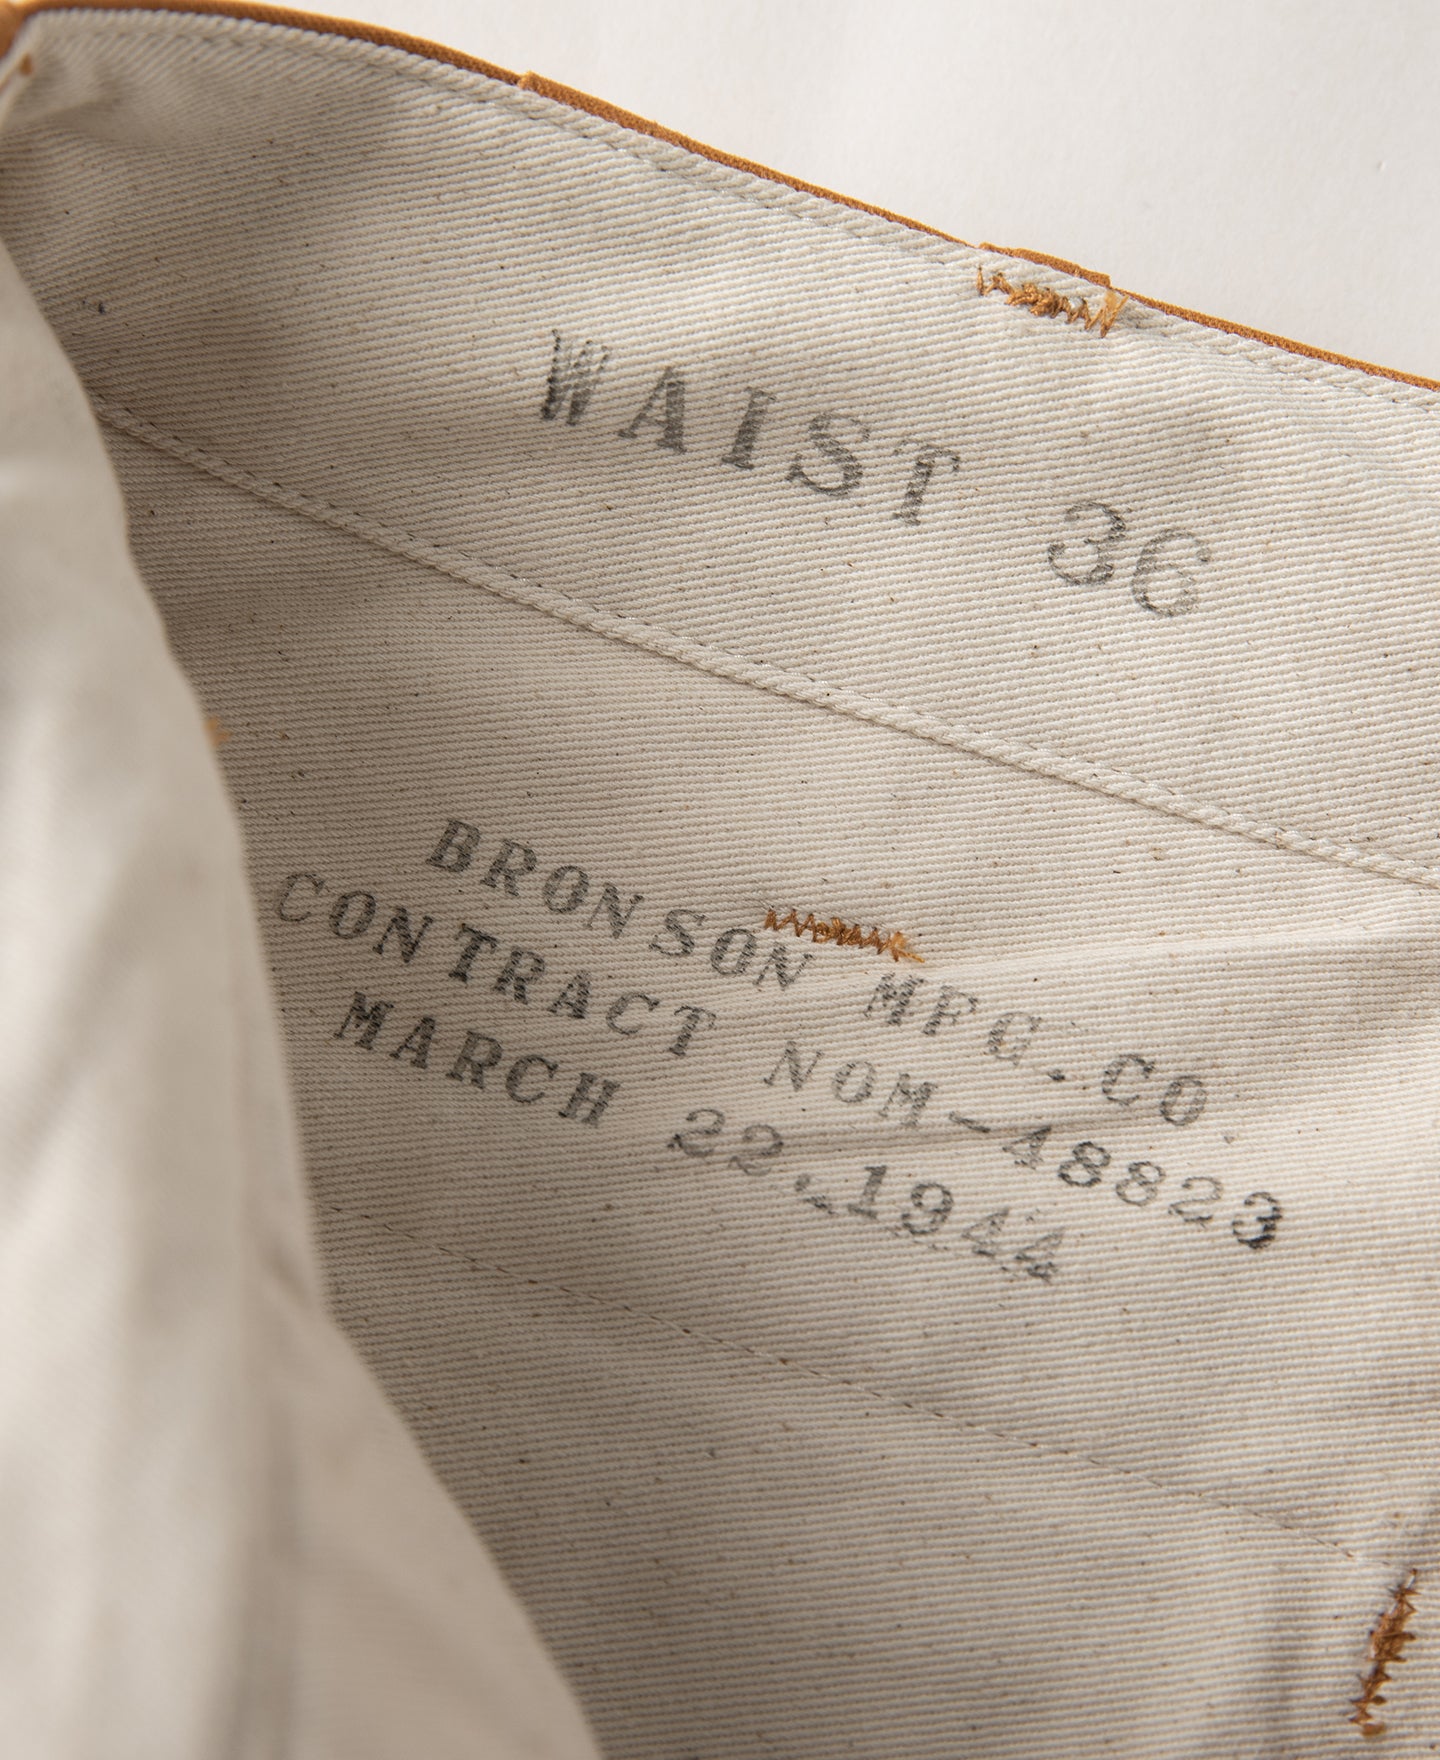 WAIST 36
BRONSON MFG. CO.
CONTRACT NOM-48823
MARCH 22, 1944